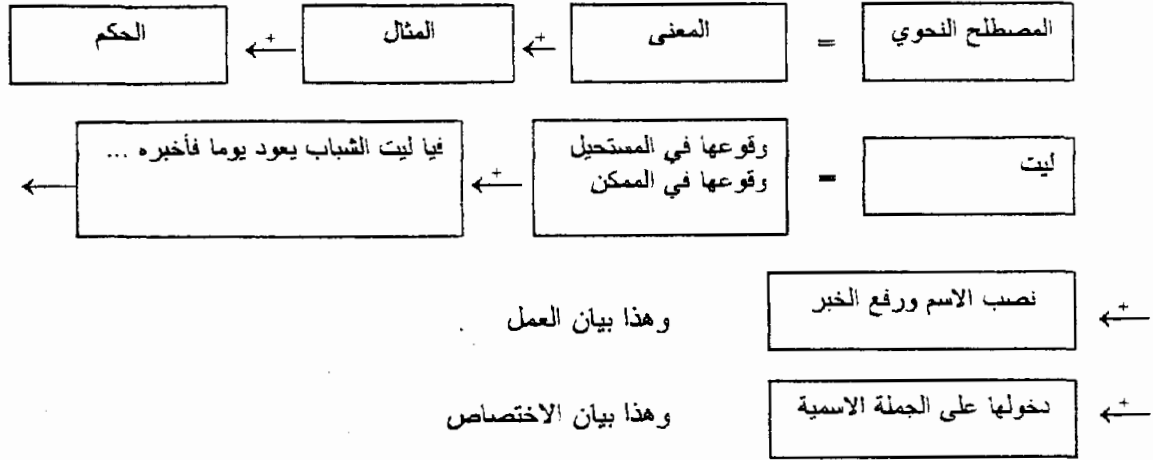 المصطلح النحوي = المعنى + المثال + الحكم
ليت = وقوعها في المستحيل + فيا ليت الشباب يعود يوما فأخبره ...
وقوعها في الممكن
+ نصب الاسم ورفع الخبر وهذا بيان العمل
+ دخولها على الجملة الاسمية وهذا بيان الاختصاص